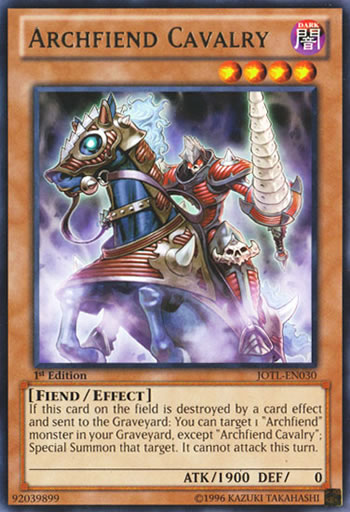 ARCHFIEND CAVALRY
DARK
闇
1st Edition
JOTL-EN030
[FIEND/EFFECT]
If this card on the field is destroyed by a card effect
and sent to the Graveyard: You can target 1 "Archfiend"
monster in your Graveyard, except "Archfiend Cavalry";
Special Summon that target. It cannot attack this turn.
ATK/1900 DEF/ 0
92039899
©1996 KAZUKI TAKAHASHI